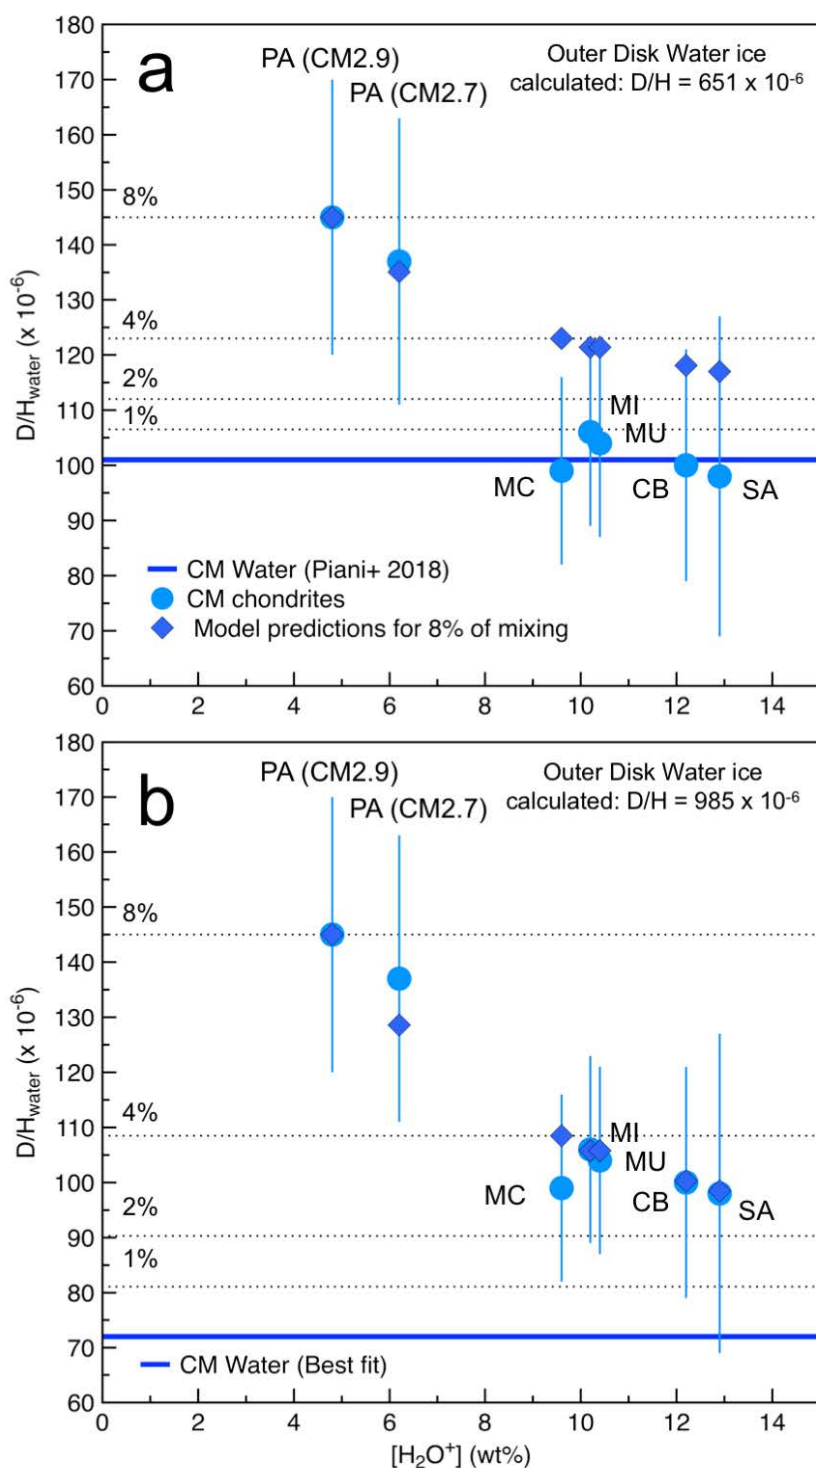 a
PA (CM2.9)
PA (CM2.7)
Outer Disk Water ice
calculated: D/H = 651 x 10⁻⁶
180
170
160
150
140
130
120
110
100
90
80
70
60
8%
4%
2%
1%
D/Hwater (x 10⁻⁶)
MI
MU
MC
CB
SA
CM Water (Piani+ 2018)
CM chondrites
Model predictions for 8% of mixing
0 2 4 6 8 10 12 14
b
PA (CM2.9)
PA (CM2.7)
Outer Disk Water ice
calculated: D/H = 985 x 10⁻⁶
180
170
160
150
140
130
120
110
100
90
80
70
60
8%
4%
2%
1%
D/Hwater (x 10⁻⁶)
MI
MU
MC
CB
SA
CM Water (Best fit)
0 2 4 6 8 10 12 14
[H₂O⁺] (wt%)